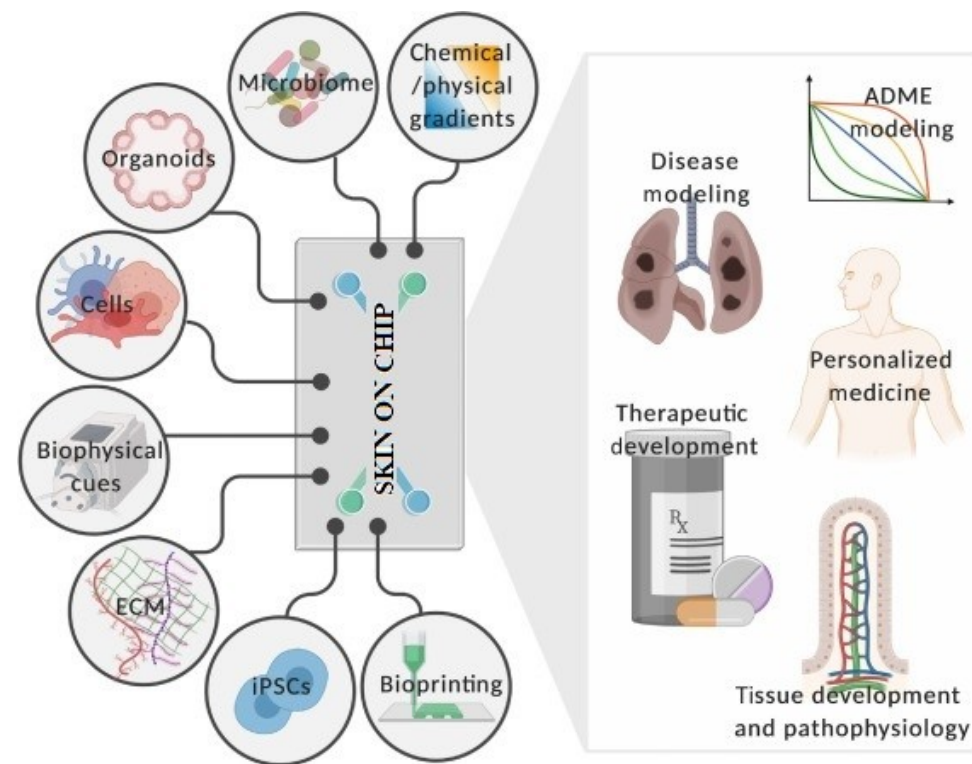 Microbiome
Chemical
/physical
gradients
Organoids
Cells
Biophysical
cues
ECM
iPSCs
Bioprinting
SKIN ON CHIP
ADME
modeling
Disease
modeling
Personalized
medicine
Therapeutic
development
Rx
Tissue development
and pathophysiology